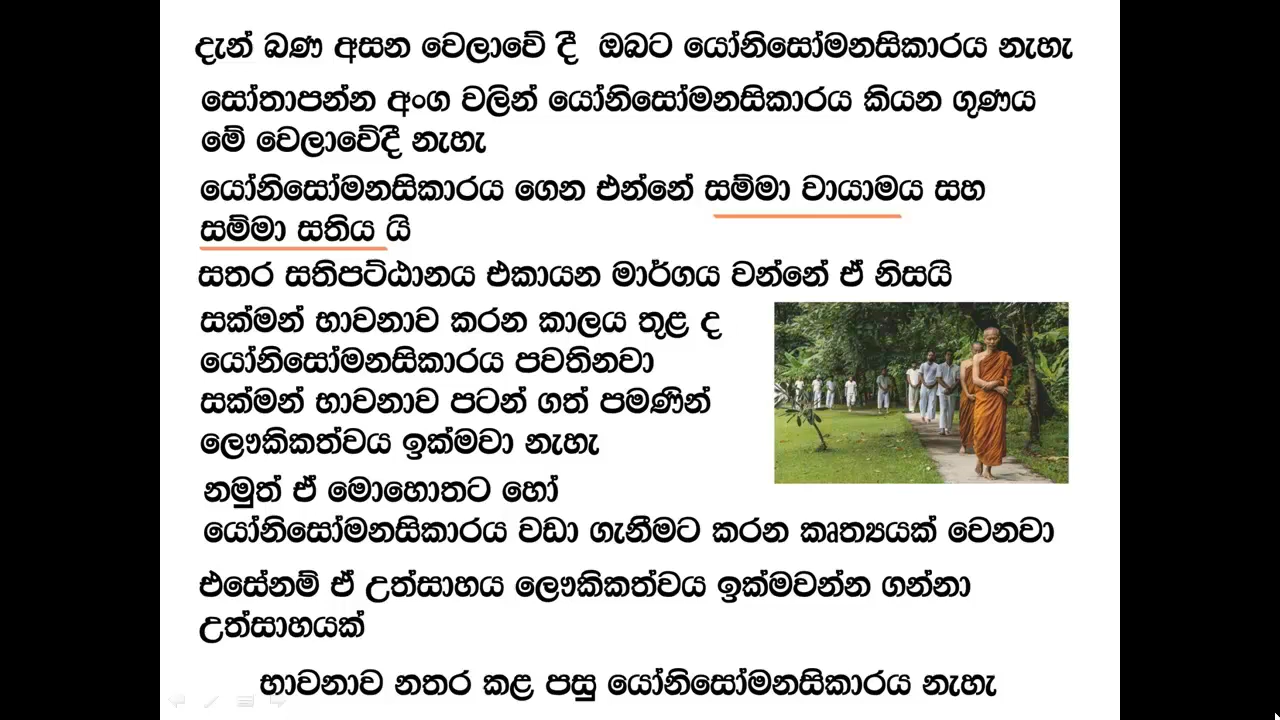 දැන් බණ අසන වෙලාවේ දී ඔබට යෝනිසෝමනසිකාරය නැහැ
සෝතාපන්න අංග වලින් යෝනිසෝමනසිකාරය කියන ගුණය
මේ වෙලාවේදී නැහැ
යෝනිසෝමනසිකාරය ගෙන එන්නේ සම්මා වායාමය සහ
සම්මා සතිය යි
සතර සතිපට්ඨානය එකායන මාර්ගය වන්නේ ඒ නිසයි
සක්මන් භාවනාව කරන කාලය තුළ ද
යෝනිසෝමනසිකාරය පවතිනවා
සක්මන් භාවනාව පටන් ගත් පමණින්
ලෞකිකත්වය ඉක්මවා නැහැ
නමුත් ඒ මොහොතට හෝ
යෝනිසෝමනසිකාරය වඩා ගැනීමට කරන කෘත්‍යයක් වෙනවා
එසේනම් ඒ උත්සාහය ලෞකිකත්වය ඉක්මවන්න ගන්නා
උත්සාහයක්
භාවනාව නතර කළ පසු යෝනිසෝමනසිකාරය නැහැ